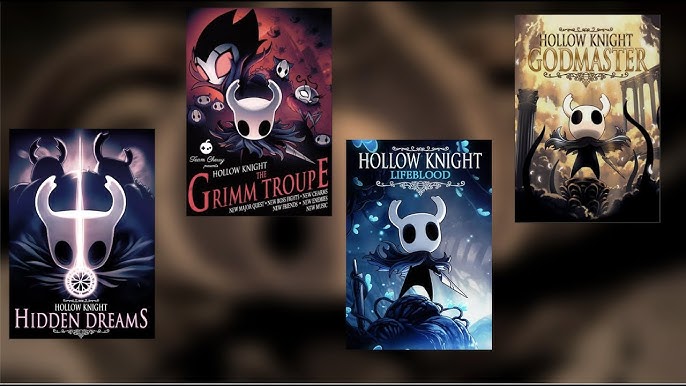 HOLLOW KNIGHT
HIDDEN DREAMS
Team Cherry
presents
HOLLOW KNIGHT
THE
GRIMM TROUPE
NEW MAJOR QUEST • NEW BOSS FIGHTS • NEW CHARMS
NEW FRIENDS • NEW ENEMIES
NEW MUSIC
HOLLOW KNIGHT
LIFEBLOOD
HOLLOW KNIGHT
GODMASTER